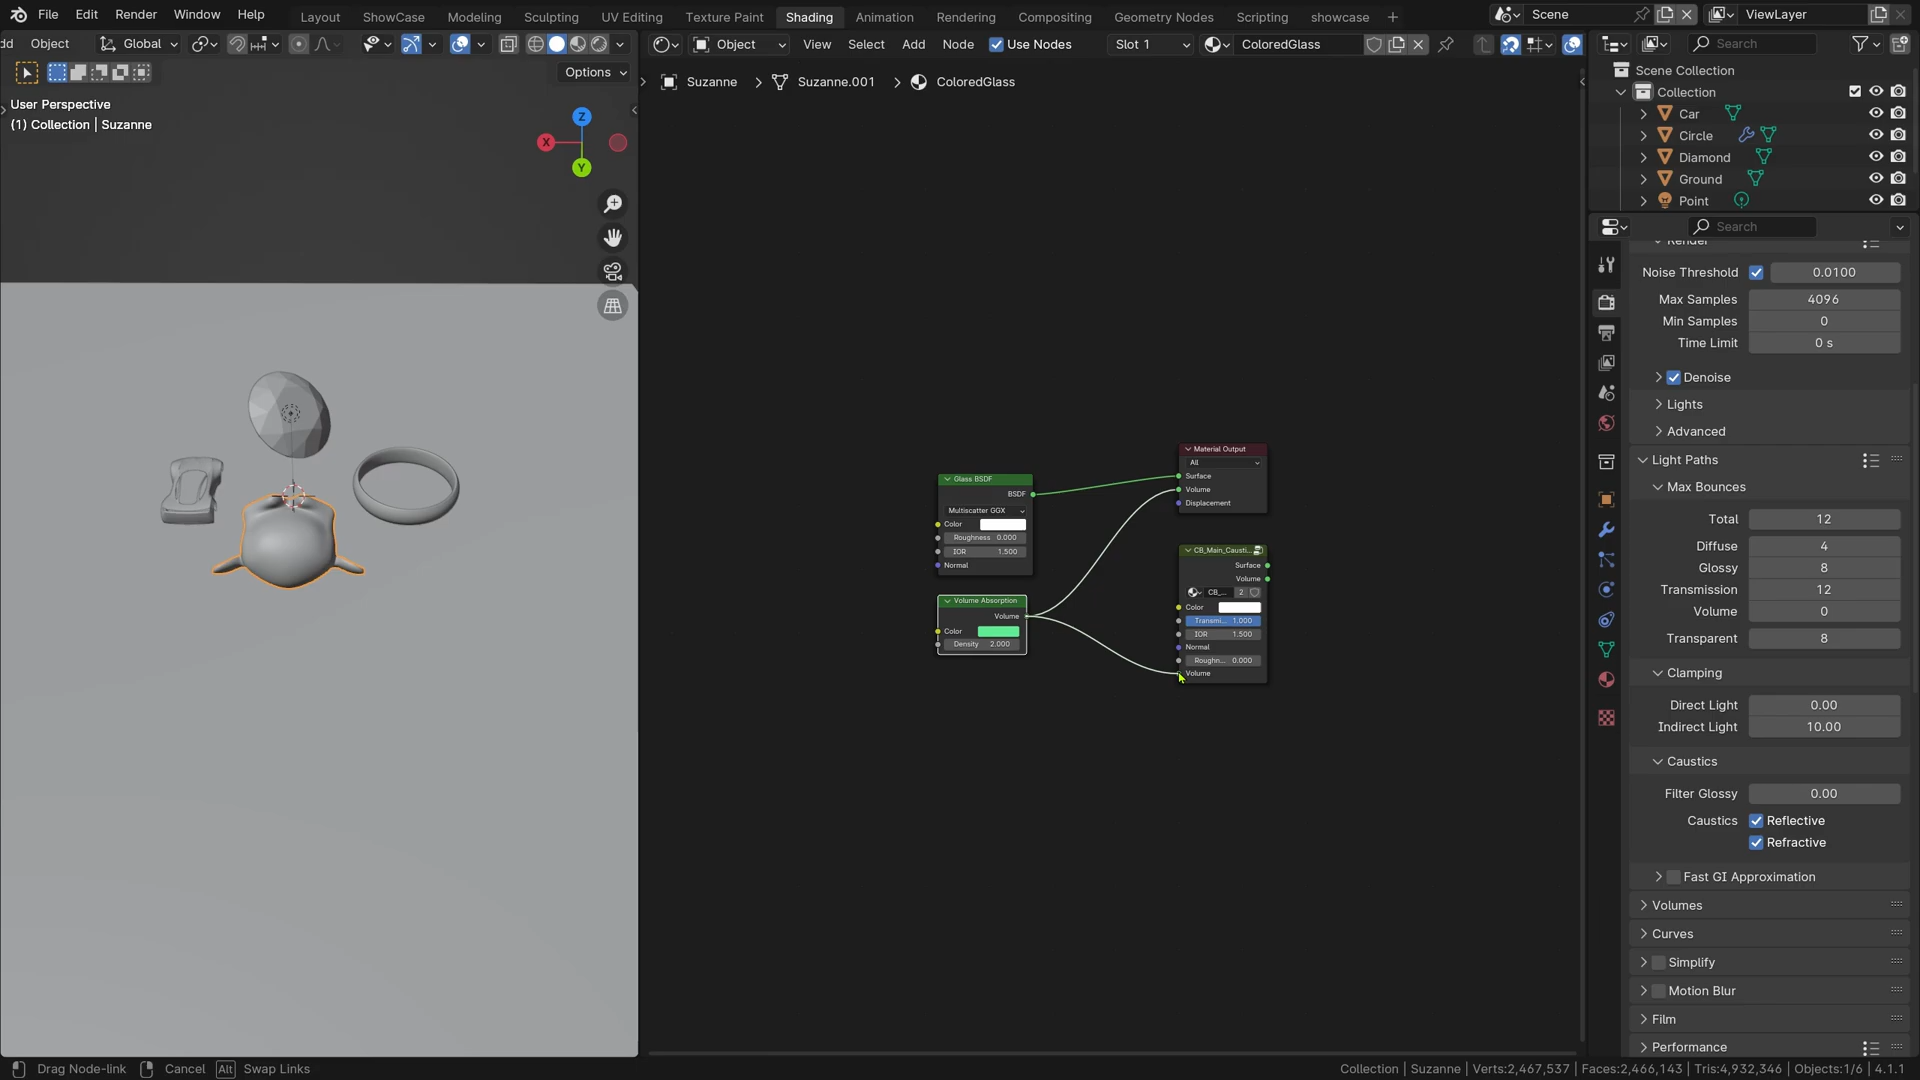 File Edit Render Window Help Layout ShowCase Modeling Sculpting UV Editing Texture Paint Shading Animation Rendering Compositing Geometry Nodes Scripting showcase + Scene ViewLayer
dd Object Global Object View Select Add Node Use Nodes Slot 1 ColoredGlass Search
Options
Suzanne > Suzanne.001 > ColoredGlass
User Perspective
(1) Collection | Suzanne
Z
X
Y
Scene Collection
Collection
Car
Circle
Diamond
Ground
Point
Search
Render
Noise Threshold 0.0100
Max Samples 4096
Min Samples 0
Time Limit 0 s
Denoise
Lights
Advanced
Light Paths
Max Bounces
Total 12
Diffuse 4
Glossy 8
Transmission 12
Volume 0
Transparent 8
Clamping
Direct Light 0.00
Indirect Light 10.00
Caustics
Filter Glossy 0.00
Caustics Reflective
Refractive
Fast GI Approximation
Volumes
Curves
Simplify
Motion Blur
Film
Performance
Glass BSDF
BSDF
Multiscatter GGX
Color
Roughness 0.000
IOR 1.500
Normal
Volume Absorption
Volume
Color
Density 2.000
Material Output
All
Surface
Volume
Displacement
CB_Main_Causti...
Surface
Volume
CB_... 2
Color
Transmi... 1.000
IOR 1.500
Normal
Roughn... 0.000
Volume
Drag Node-link Cancel Alt Swap Links
Collection | Suzanne | Verts:2,467,537 | Faces:2,466,143 | Tris:4,932,346 | Objects:1/6 | 4.1.1